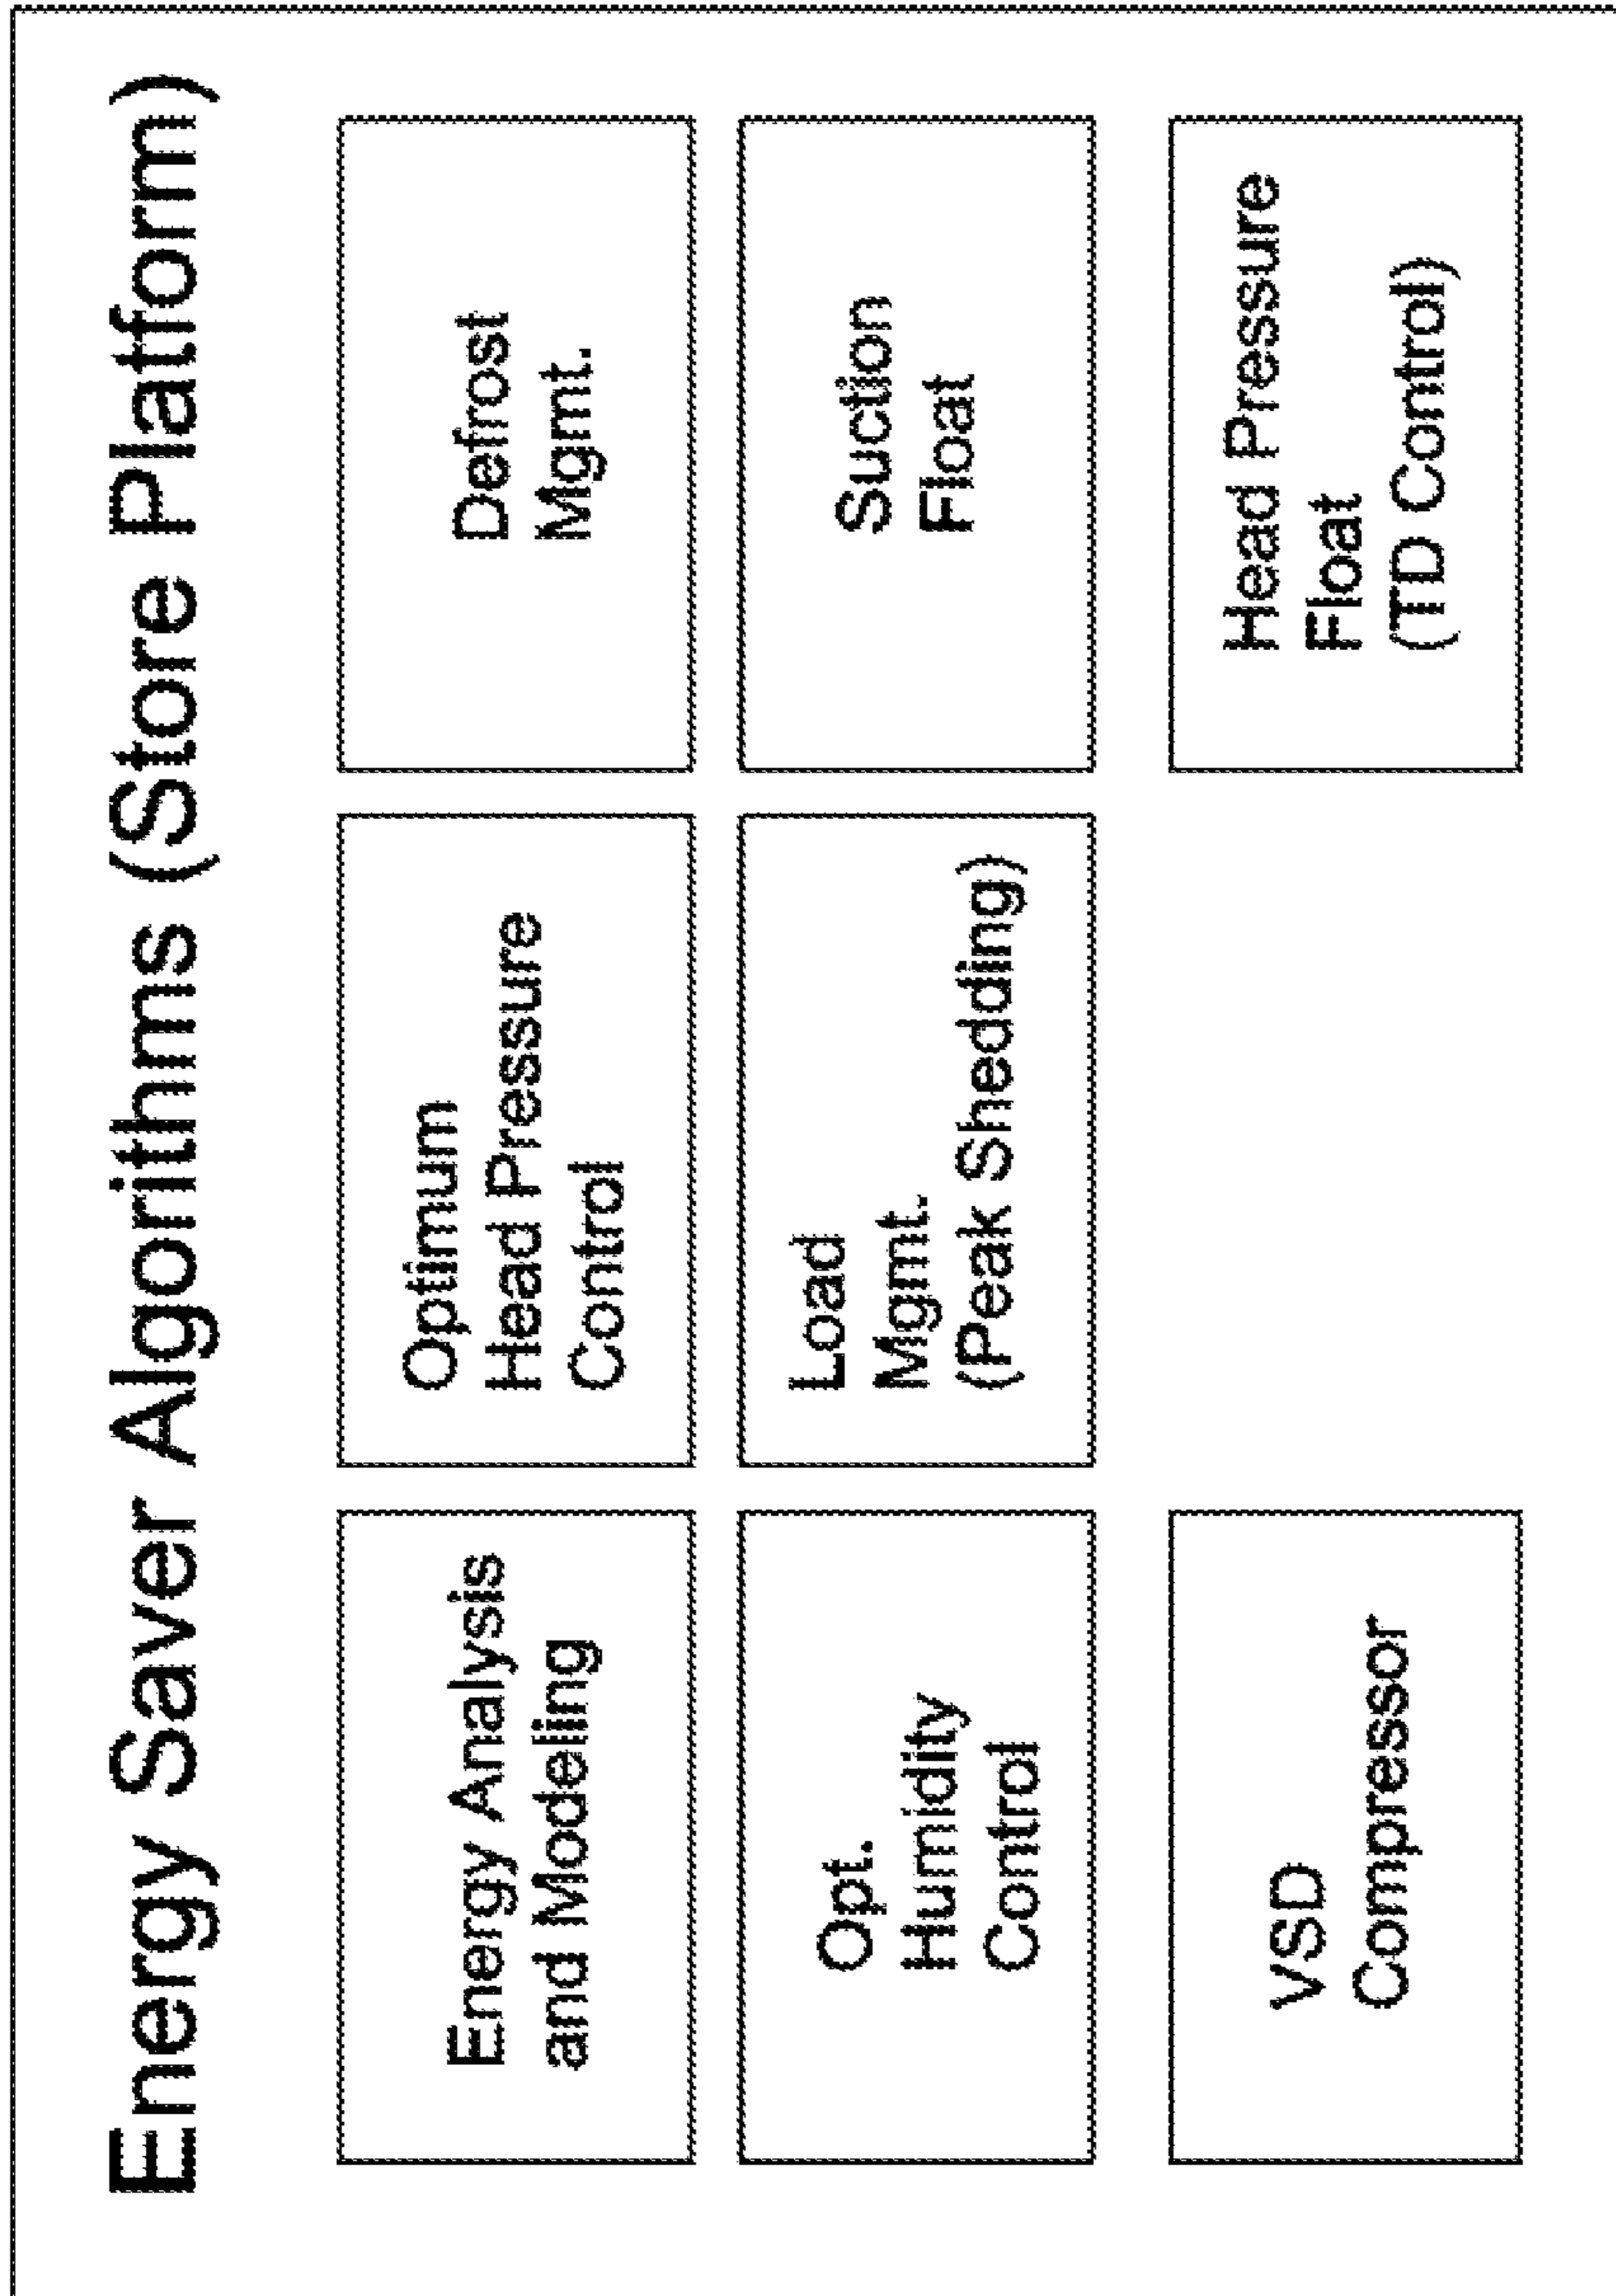 Energy Saver Algorithms (Store Platform)
Energy Analysis
and Modeling
Optimum
Head Pressure
Control
Defrost
Mgmt.
Opt.
Humidity
Control
Load
Mgmt.
(Peak Shedding)
Suction
Float
VSD
Compressor
Head Pressure
Float
(TD Control)